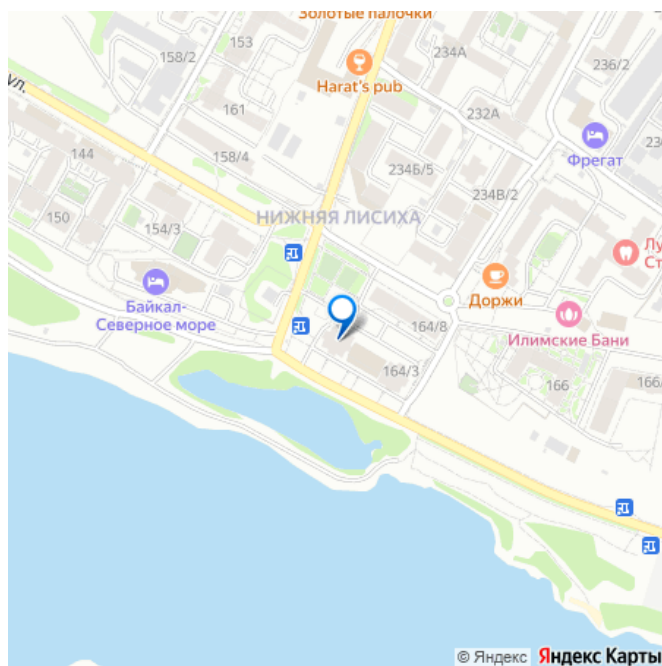 Золотые палочки
153
234А
158/2
236/2
Harat's pub
161
232А
ул.
158/4
234Б/5
Фрегат
144
234В/2
150
154/3
НИЖНЯЯ ЛИСИХА
Доржи
Байкал-
Северное море
164/8
Илимские Бани
164/3
166
© Яндекс Яндекс Карты